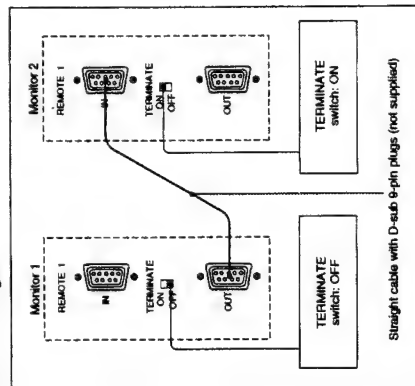 Monitor 1
REMOTE 1
IN
TERMINATE
ON
OFF
OUT
TERMINATE
switch: OFF
Monitor 2
REMOTE 1
IN
TERMINATE
ON
OFF
OUT
TERMINATE
switch: ON
Straight cable with D-sub 9-pin plugs (not supplied)